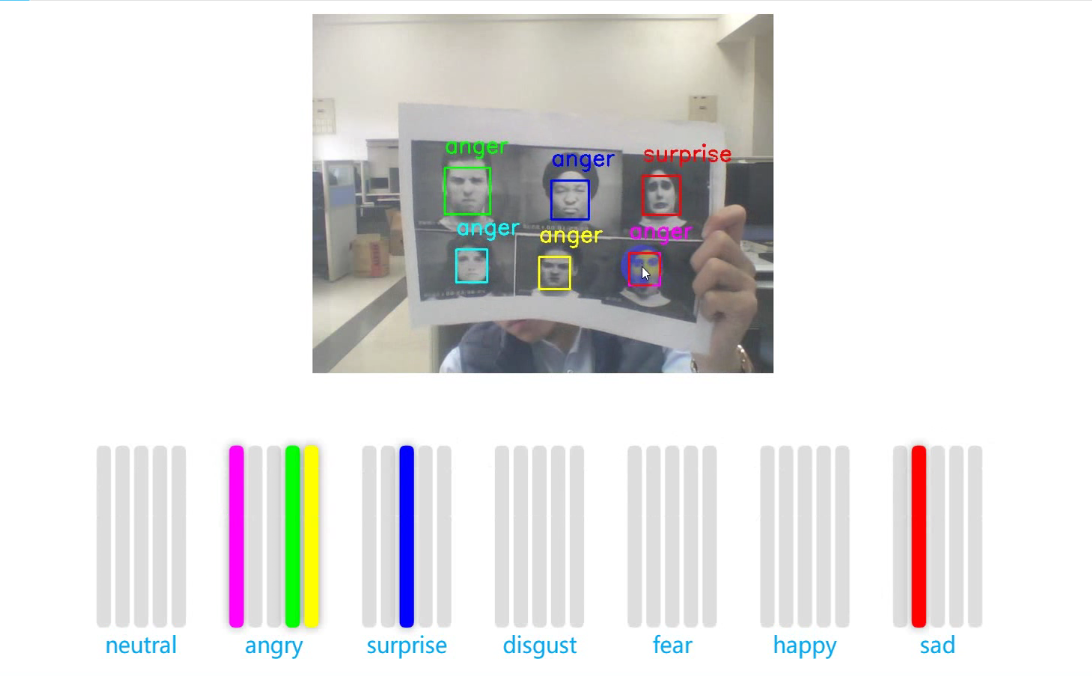 anger
anger
surprise
anger
anger
anger
neutral
angry
surprise
disgust
fear
happy
sad